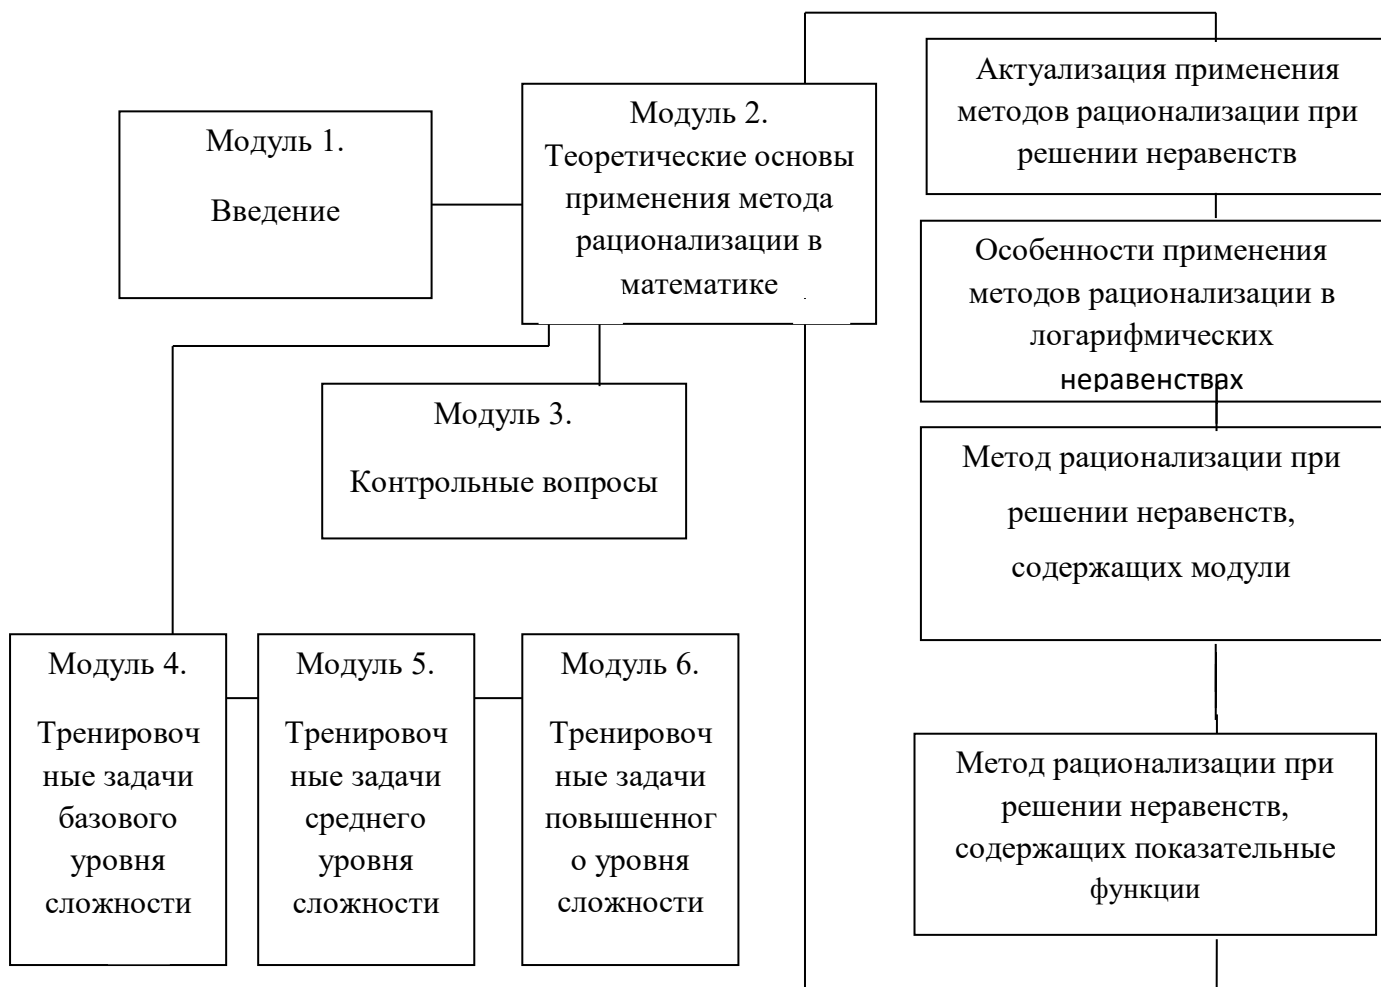 Модуль 1.
Введение
Модуль 2.
Теоретические основы
применения метода
рационализации в
математике
Модуль 3.
Контрольные вопросы
Модуль 4.
Тренировоч
ные задачи
базового
уровня
сложности
Модуль 5.
Тренировоч
ные задачи
среднего
уровня
сложности
Модуль 6.
Тренировоч
ные задачи
повышенног
о уровня
сложности
Актуализация применения
методов рационализации при
решении неравенств
Особенности применения
методов рационализации в
логарифмических
неравенствах
Метод рационализации при
решении неравенств,
содержащих модули
Метод рационализации при
решении неравенств,
содержащих показательные
функции